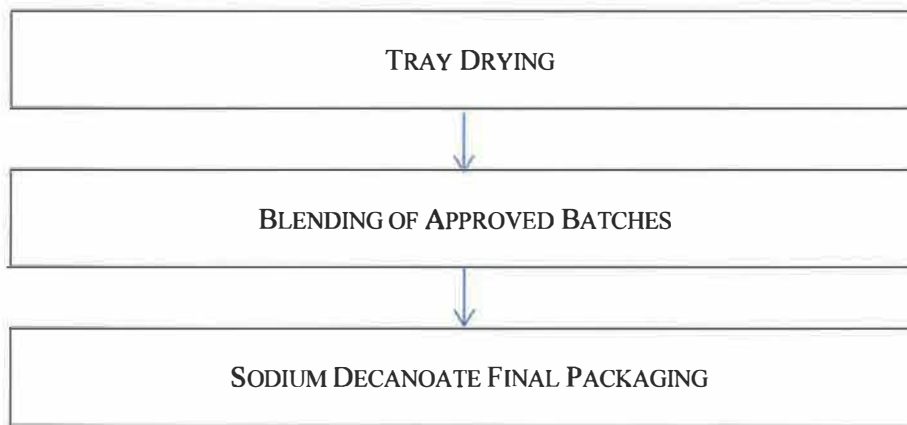 TRAY DRYING
BLENDING OF APPROVED BATCHES
SODIUM DECANOATE FINAL PACKAGING